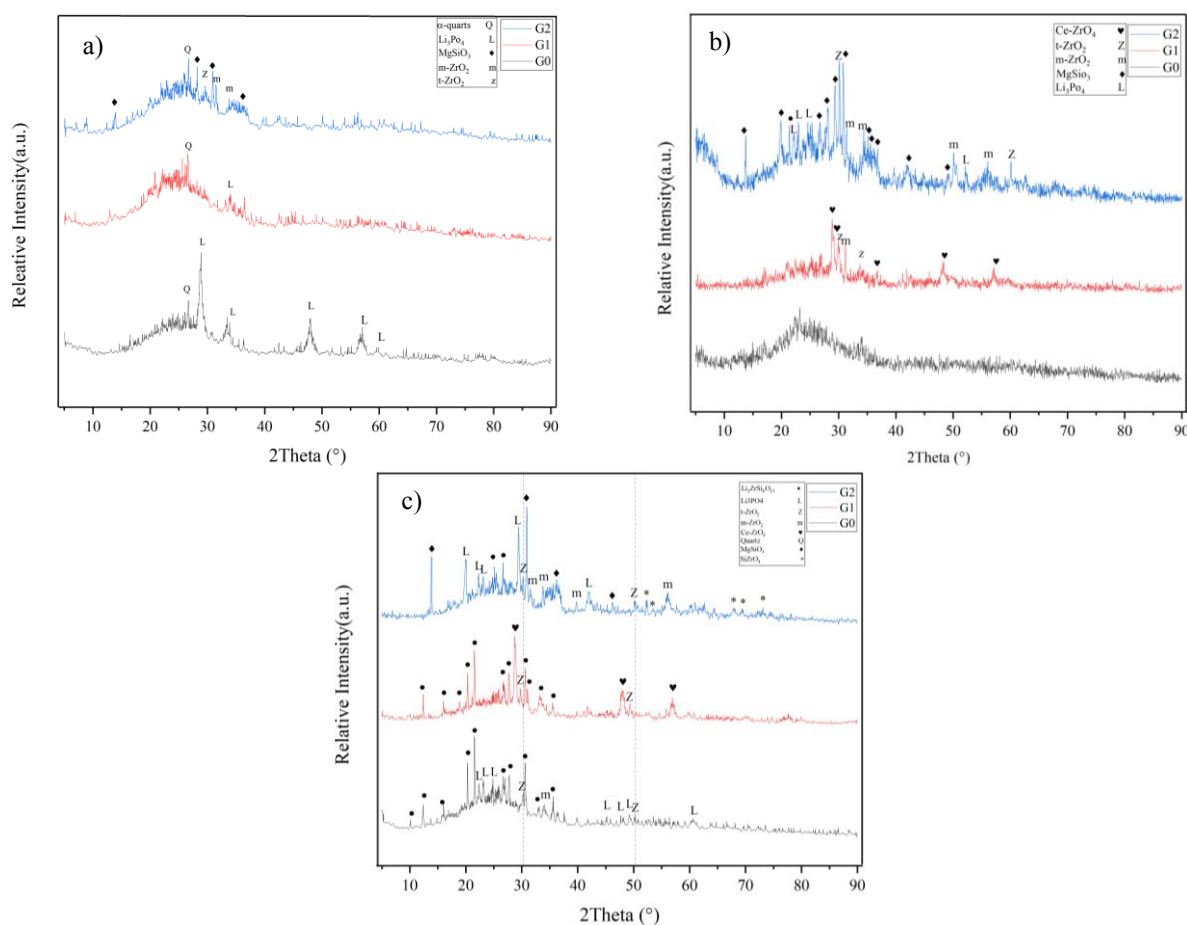 a)
α-quarts Q
Li₃Po₄ L
MgSiO₃ ♦
m-ZrO₂ m
t-ZrO₂ z
G2
G1
G0
Q
♦ ♦ Z ♦ m m ♦
Q
L
L
Q L L L L
Releative Intensity(a.u.)
10 20 30 40 50 60 70 80 90
2Theta (°)
b)
Ce-ZrO₄ ♥
t-ZrO₂ Z
m-ZrO₂ m
MgSio₃ ♦
Li₃Po₄ L
G2
G1
G0
Z
♦ ♦ ♦ L L L ♦ ♦ ♦ ♦ m m ♦ ♦ ♦ ♦ ♦ m L m Z
♥ ♥ z m z ♥ ♥ ♥
Relative Intensity(a.u.)
10 20 30 40 50 60 70 80 90
2Theta (°)
c)
Li3PO4 L
t-ZrO₂ Z
m-ZrO₂ m
Ce-ZrO₄ ♥
Quartz Q
MgSiO₃ ♦
SiZrO₄ *
G2
G1
G0
♦ L L L • • L Z ♦ m m ♦ m L ♦ Z * * m * * *
• • • • • • • ♥ Z • • • • ♥ Z ♥
• • • • • L L L • • Z • • m • L L L Z L
Relative Intensity(a.u.)
10 20 30 40 50 60 70 80 90
2Theta (°)